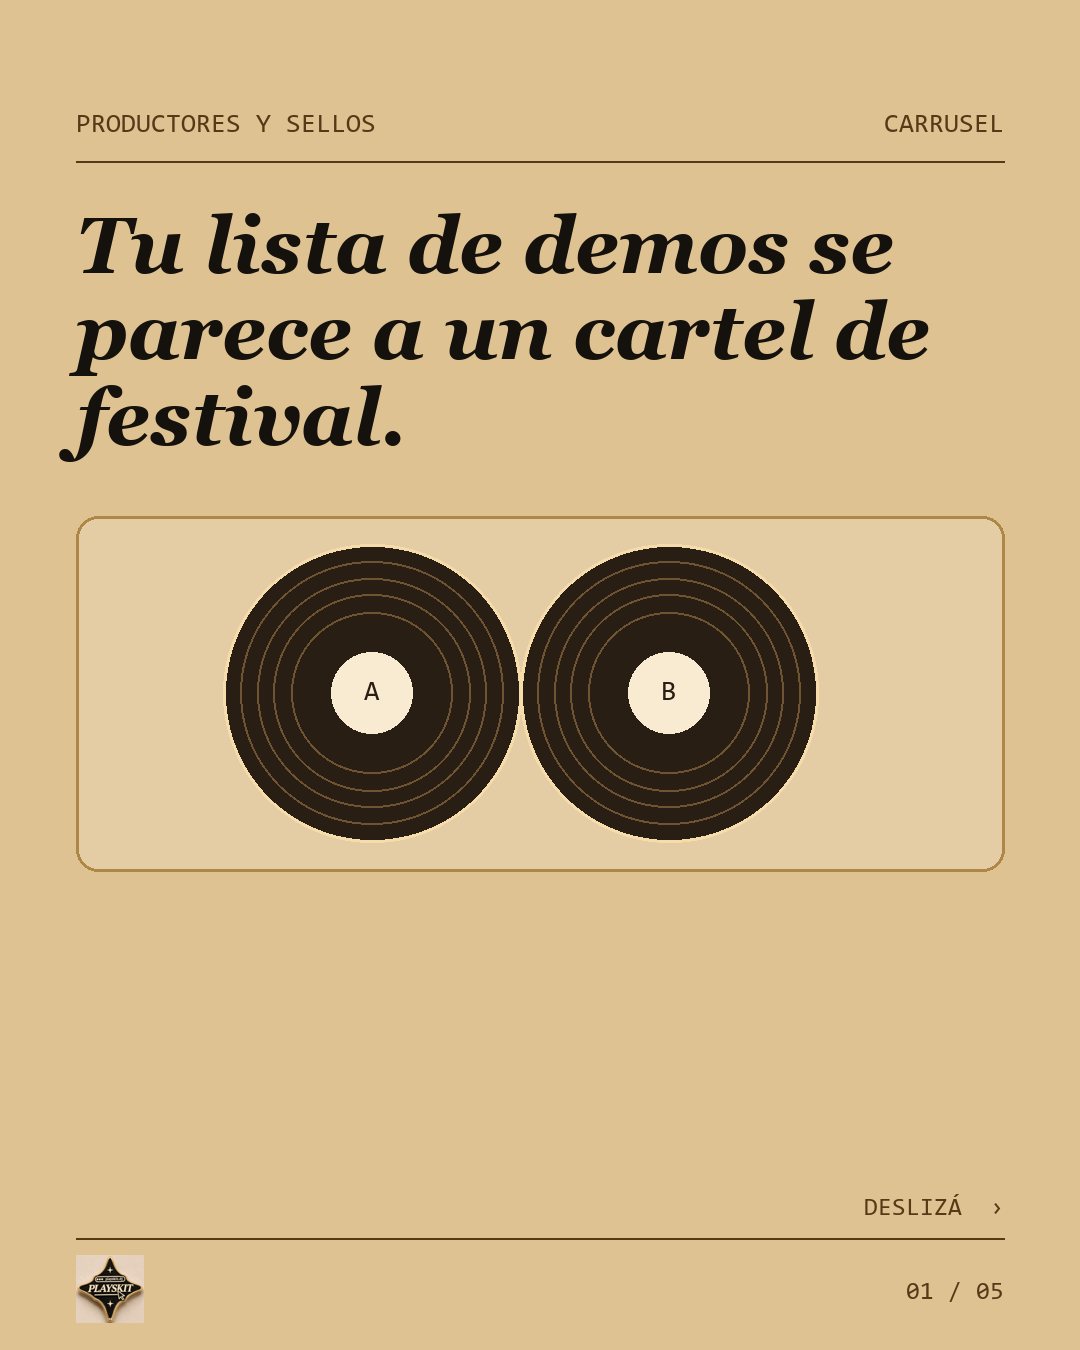 PRODUCTORES Y SELLOS
CARRUSEL
Tu lista de demos se
parece a un cartel de
festival.
A
B
DESLIZÁ ›
PLAYSKIT
01 / 05